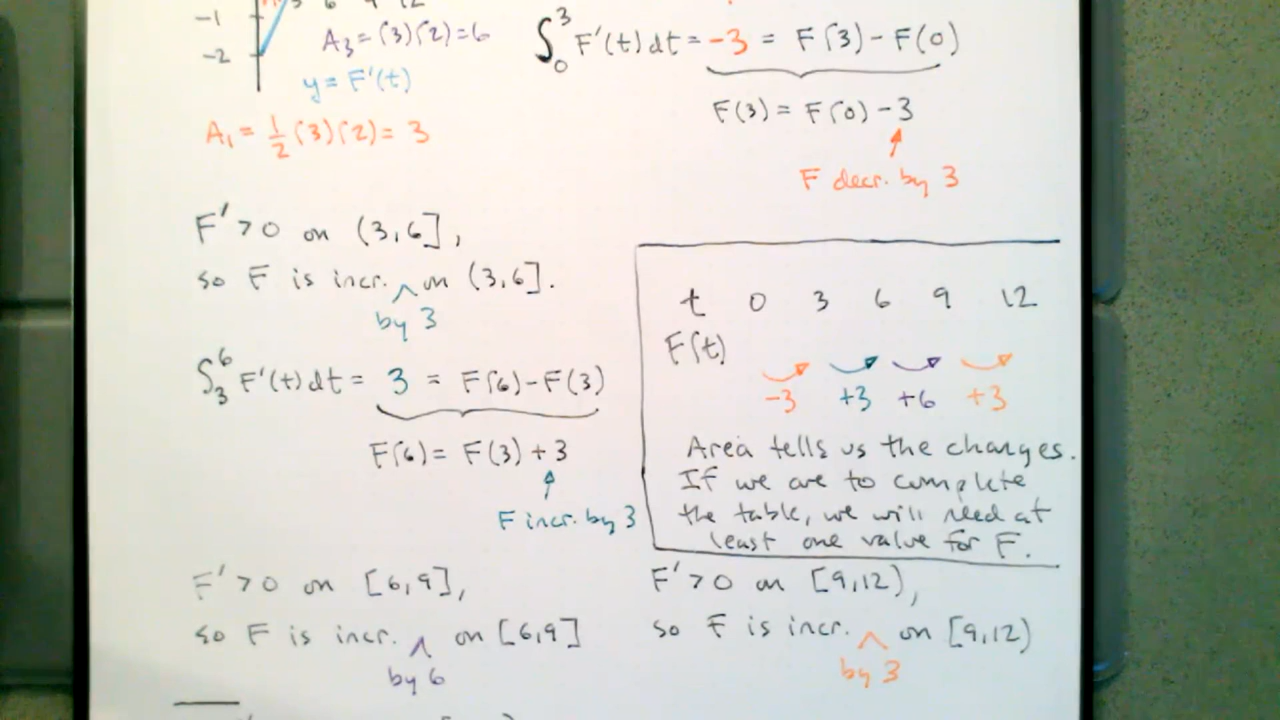 -1
-2
A₃ = (3)(2) = 6
y = F'(t)
A₁ = 1/2 (3)(2) = 3
∫₀³ F'(t) dt = -3 = F(3) - F(0)
F(3) = F(0) - 3
F decr. by 3
F' > 0 on (3,6],
so F is incr. ^ on (3,6].
by 3
∫₃⁶ F'(t) dt = 3 = F(6) - F(3)
F(6) = F(3) + 3
F incr. by 3
t 0 3 6 9 12
F(t)
-3 +3 +6 +3
Area tells us the changes.
If we are to complete
the table, we will need at
least one value for F.
F' > 0 on [6,9],
so F is incr. ^ on [6,9]
by 6
F' > 0 on [9,12),
so F is incr. ^ on [9,12)
by 3